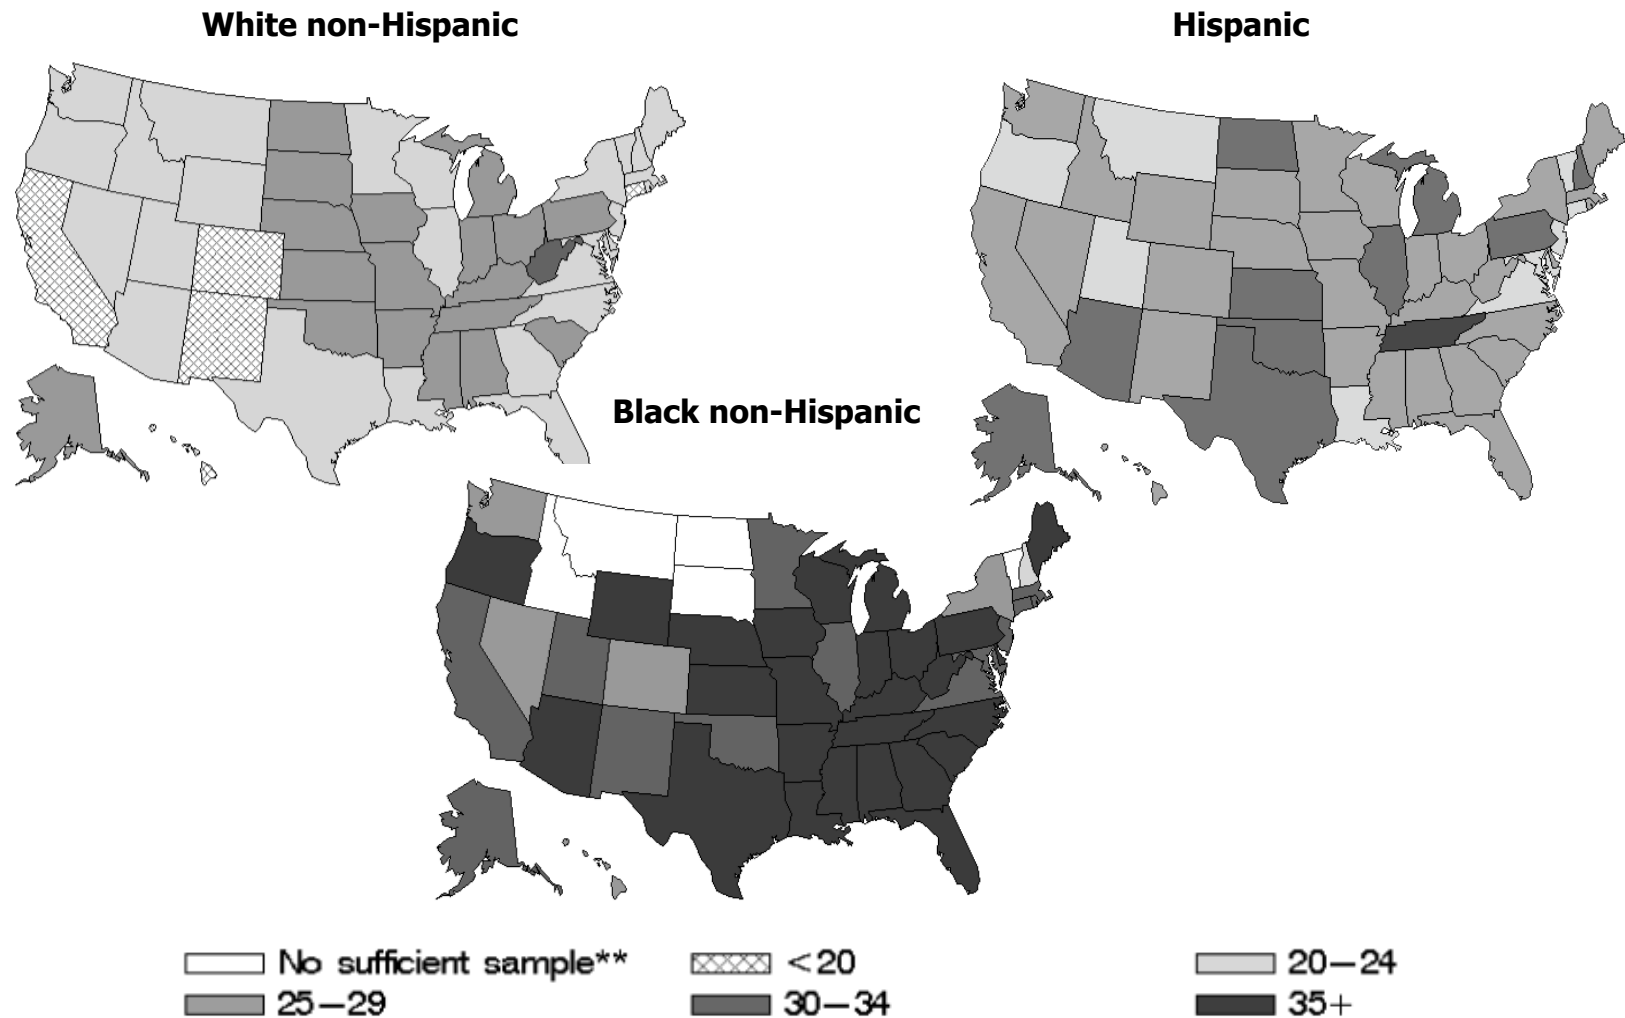 White non-Hispanic
Hispanic
Black non-Hispanic
No sufficient sample**
<20
20−24
25−29
30−34
35+